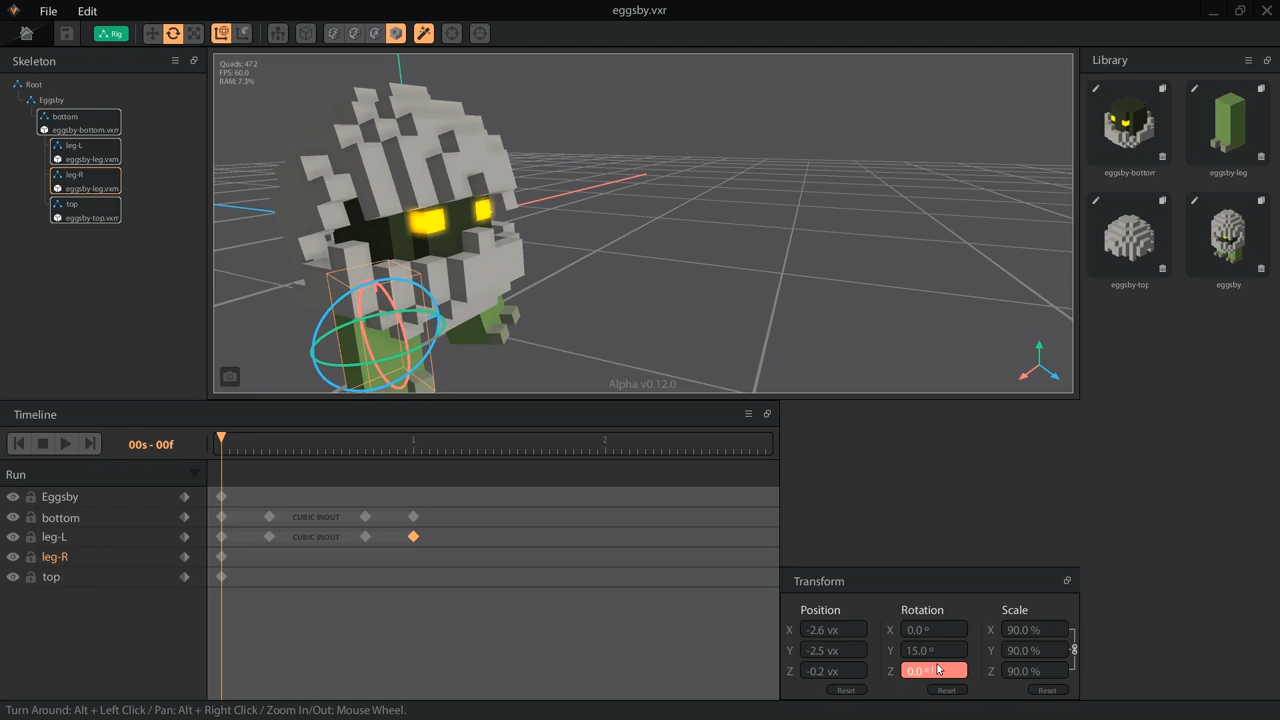 File Edit eggsby.vxr
Rig
Skeleton
Root
Eggsby
bottom
eggsby-bottom.vxm
leg-L
eggsby-leg.vxm
leg-R
eggsby-leg.vxm
top
eggsby-top.vxm
Quads: 472
FPS: 60.0
RAM: 7.3%
Alpha v0.12.0
Library
eggsby-bottom eggsby-leg
eggsby-top eggsby
Timeline
00s - 00f 1 2
Run
Eggsby
bottom CUBIC INOUT
leg-L CUBIC INOUT
leg-R
top
Transform
Position Rotation Scale
X -2.6 vx X 0.0 º X 90.0 %
Y -2.5 vx Y 15.0 º Y 90.0 %
Z -0.2 vx Z 0.0 º Z 90.0 %
Reset Reset Reset
Turn Around: Alt + Left Click / Pan: Alt + Right Click / Zoom In/Out: Mouse Wheel.